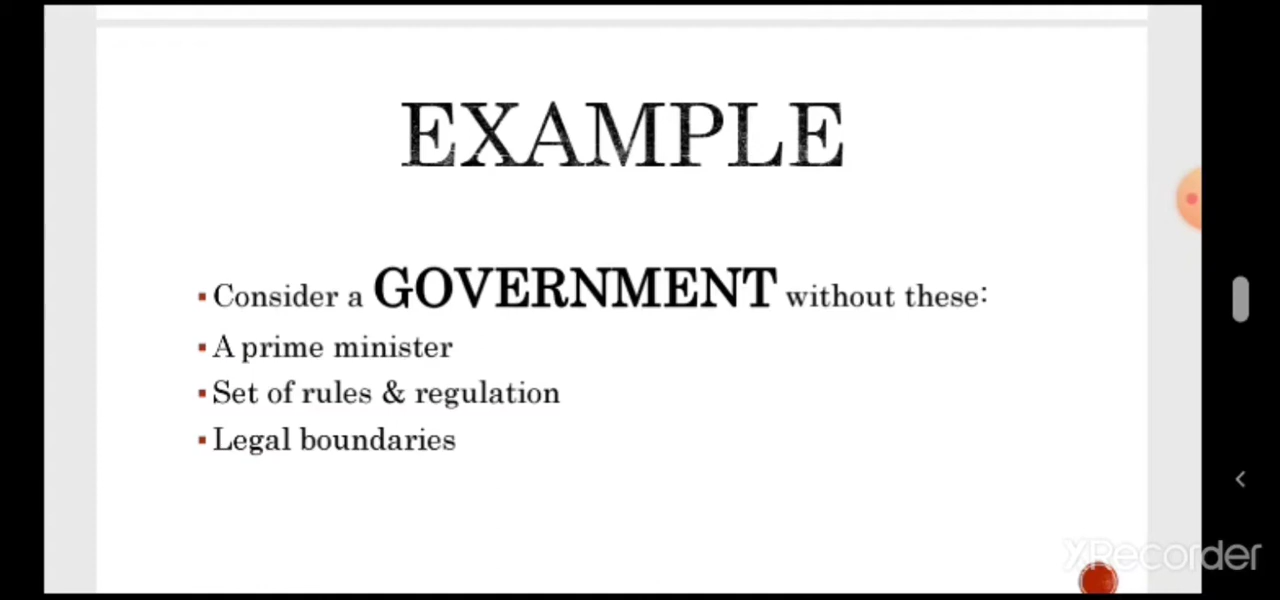 EXAMPLE
▪ Consider a GOVERNMENT without these:
▪ A prime minister
▪ Set of rules & regulation
▪ Legal boundaries
XRecorder